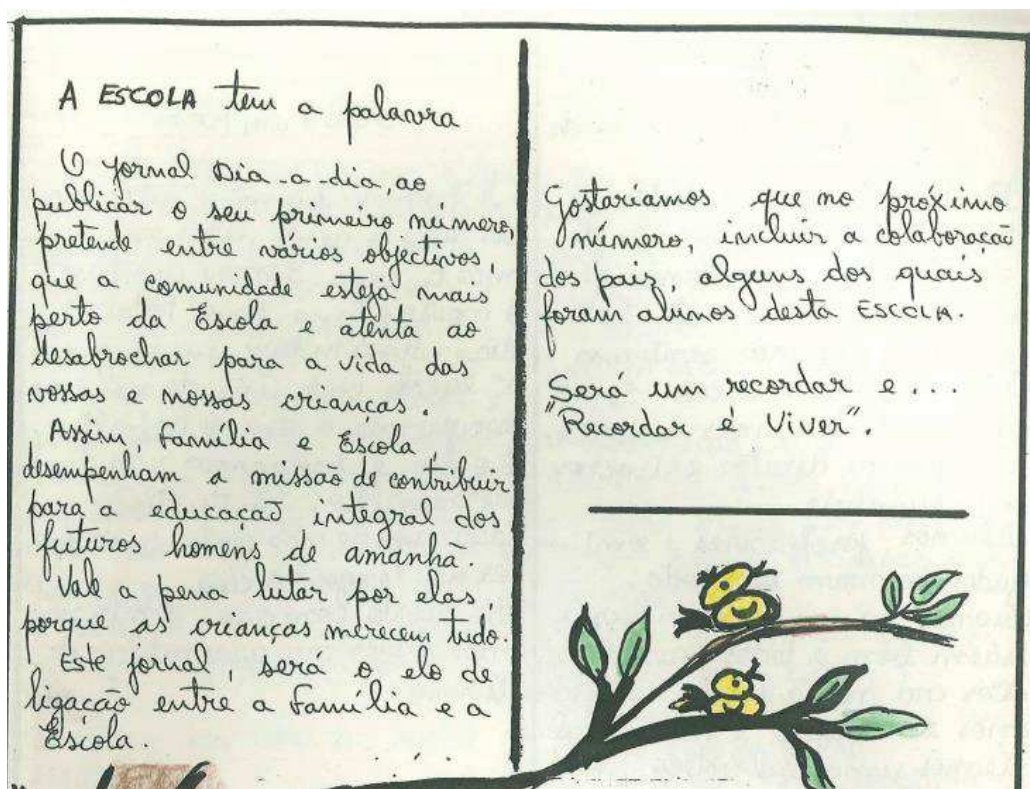 A ESCOLA tem a palavra
O jornal Dia-a-dia, ao
publicar o seu primeiro número,
pretende entre vários objectivos,
que a comunidade esteja mais
perto da Escola e atenta ao
desabrochar para a vida das
vossas e nossas crianças.
Assim, Família e Escola,
desempenham a missão de contribuir
para a educação integral dos
futuros homens de amanhã.
Vale a pena lutar por elas,
porque as crianças merecem tudo.
Este jornal, será o elo de
ligação entre a Família e a
Escola.
Gostaríamos que no próximo
número, incluir a colaboração
dos pais, alguns dos quais
foram alunos desta ESCOLA.
Será um recordar e...
"Recordar é Viver".